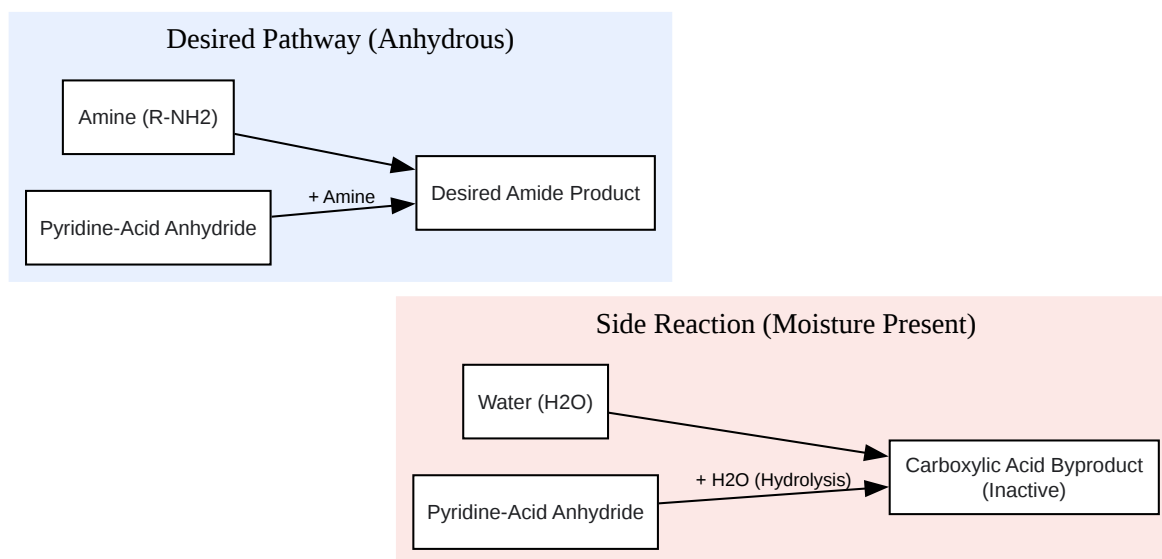 Desired Pathway (Anhydrous)
Amine (R-NH2)
+ Amine
Desired Amide Product
Pyridine-Acid Anhydride
Side Reaction (Moisture Present)
Water (H2O)
+ H2O (Hydrolysis)
Carboxylic Acid Byproduct
(Inactive)
Pyridine-Acid Anhydride